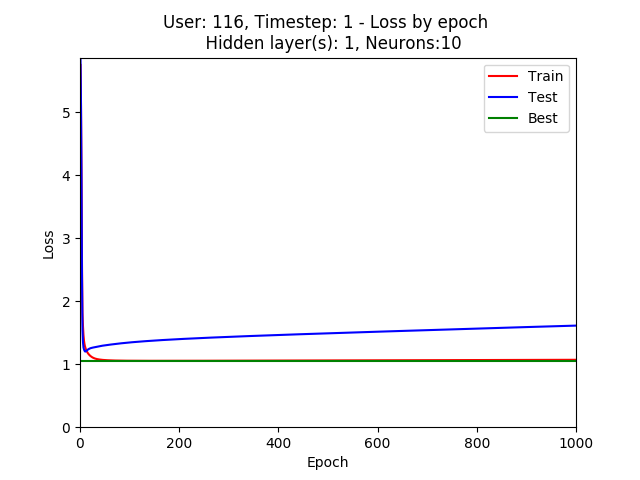 User: 116, Timestep: 1 - Loss by epoch
Hidden layer(s): 1, Neurons:10
Train
Test
Best
5
4
3
2
1
0
Loss
0
200
400
600
800
1000
Epoch